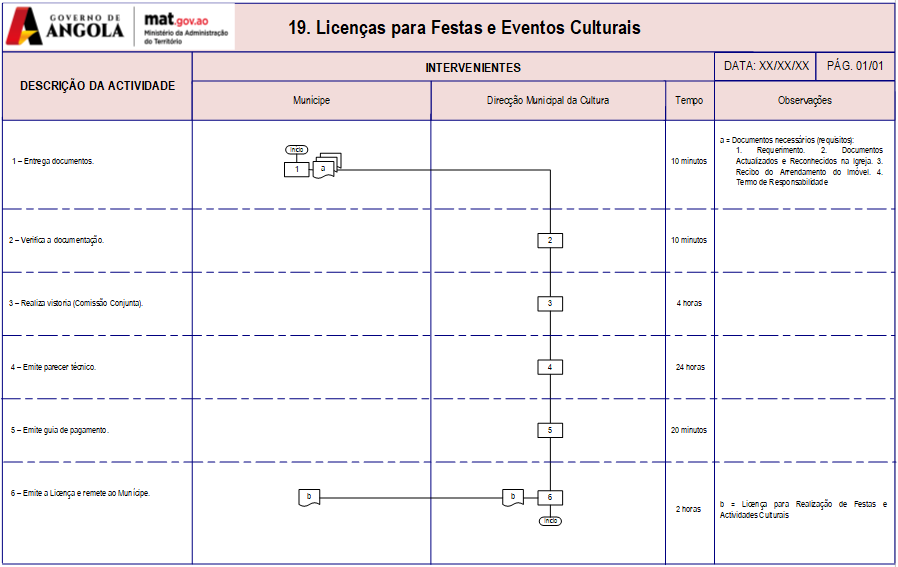 GOVERNO DE
ANGOLA
mat.gov.ao
Ministério da Administração
do Território
19. Licenças para Festas e Eventos Culturais
DESCRIÇÃO DA ACTIVIDADE
INTERVENIENTES
DATA: XX/XX/XX
PÁG. 01/01
Munícipe
Direcção Municipal da Cultura
Tempo
Observações
1 – Entrega documentos.
Início
1
a
10 minutos
a = Documentos necessários (requisitos):
1. Requerimento. 2. Documentos
Actualizados e Reconhecidos na Igreja. 3.
Recibo do Arrendamento do Imóvel. 4.
Termo de Responsabilidade
2 – Verifica a documentação.
2
10 minutos
3 – Realiza vistoria (Comissão Conjunta).
3
4 horas
4 – Emite parecer técnico.
4
24 horas
5 – Emite guia de pagamento.
5
20 minutos
6 – Emite a Licença e remete ao Munícipe.
b
b
6
Início
2 horas
b = Licença para Realização de Festas e
Actividades Culturais